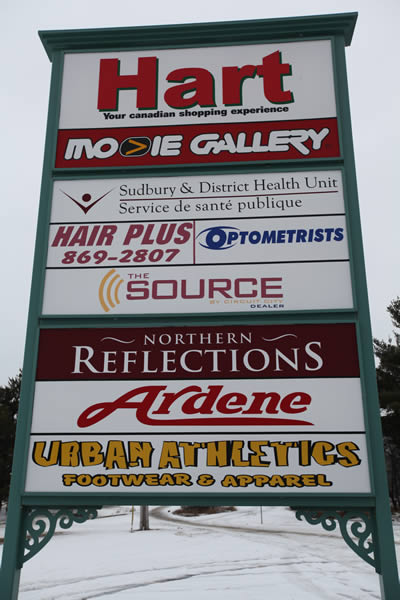 Hart
Your canadian shopping experience
MOVIE GALLERY
Sudbury & District Health Unit
Service de santé publique
HAIR PLUS
869-2807
OPTOMETRISTS
THE
SOURCE
BY CIRCUIT CITY
DEALER
NORTHERN
REFLECTIONS
Ardene
URBAN ATHLETICS
FOOTWEAR & APPAREL